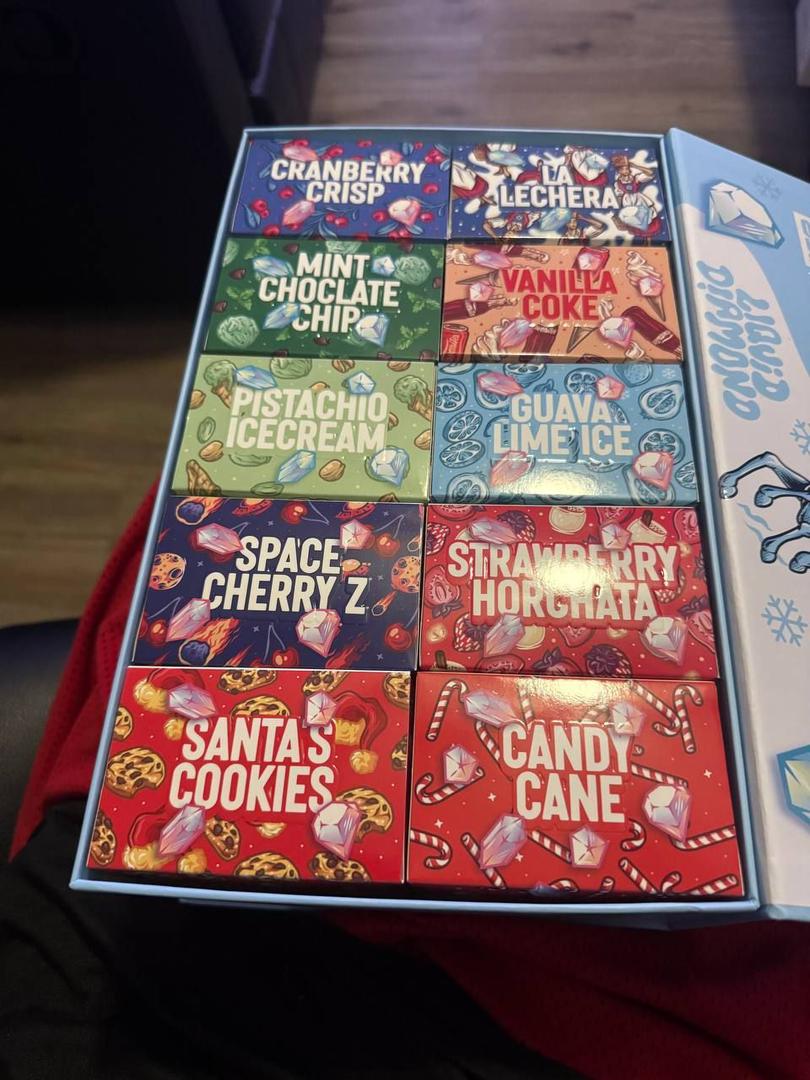 CRANBERRY
CRISP
LA
LECHERA
MINT
CHOCLATE
CHIP
VANILLA
COKE
PISTACHIO
ICECREAM
GUAVA
LIME ICE
SPACE
CHERRY Z
STRAWBERRY
HORCHATA
SANTA'S
COOKIES
CANDY
CANE
LIQUID
DIAMOND